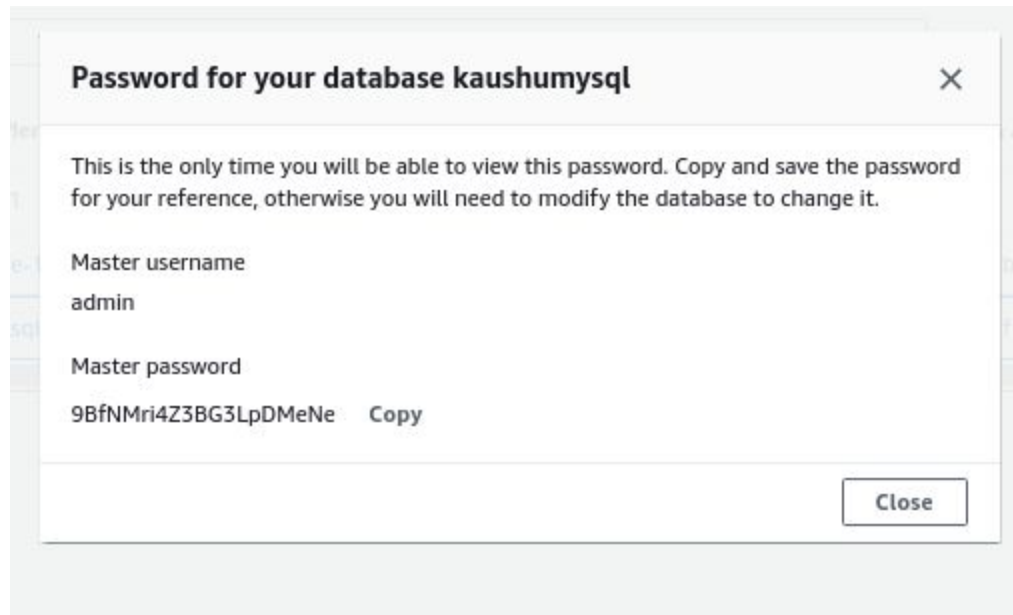 Password for your database kaushumysql
This is the only time you will be able to view this password. Copy and save the password
for your reference, otherwise you will need to modify the database to change it.
Master username
admin
Master password
9BfNMri4Z3BG3LpDMeNe Copy
Close